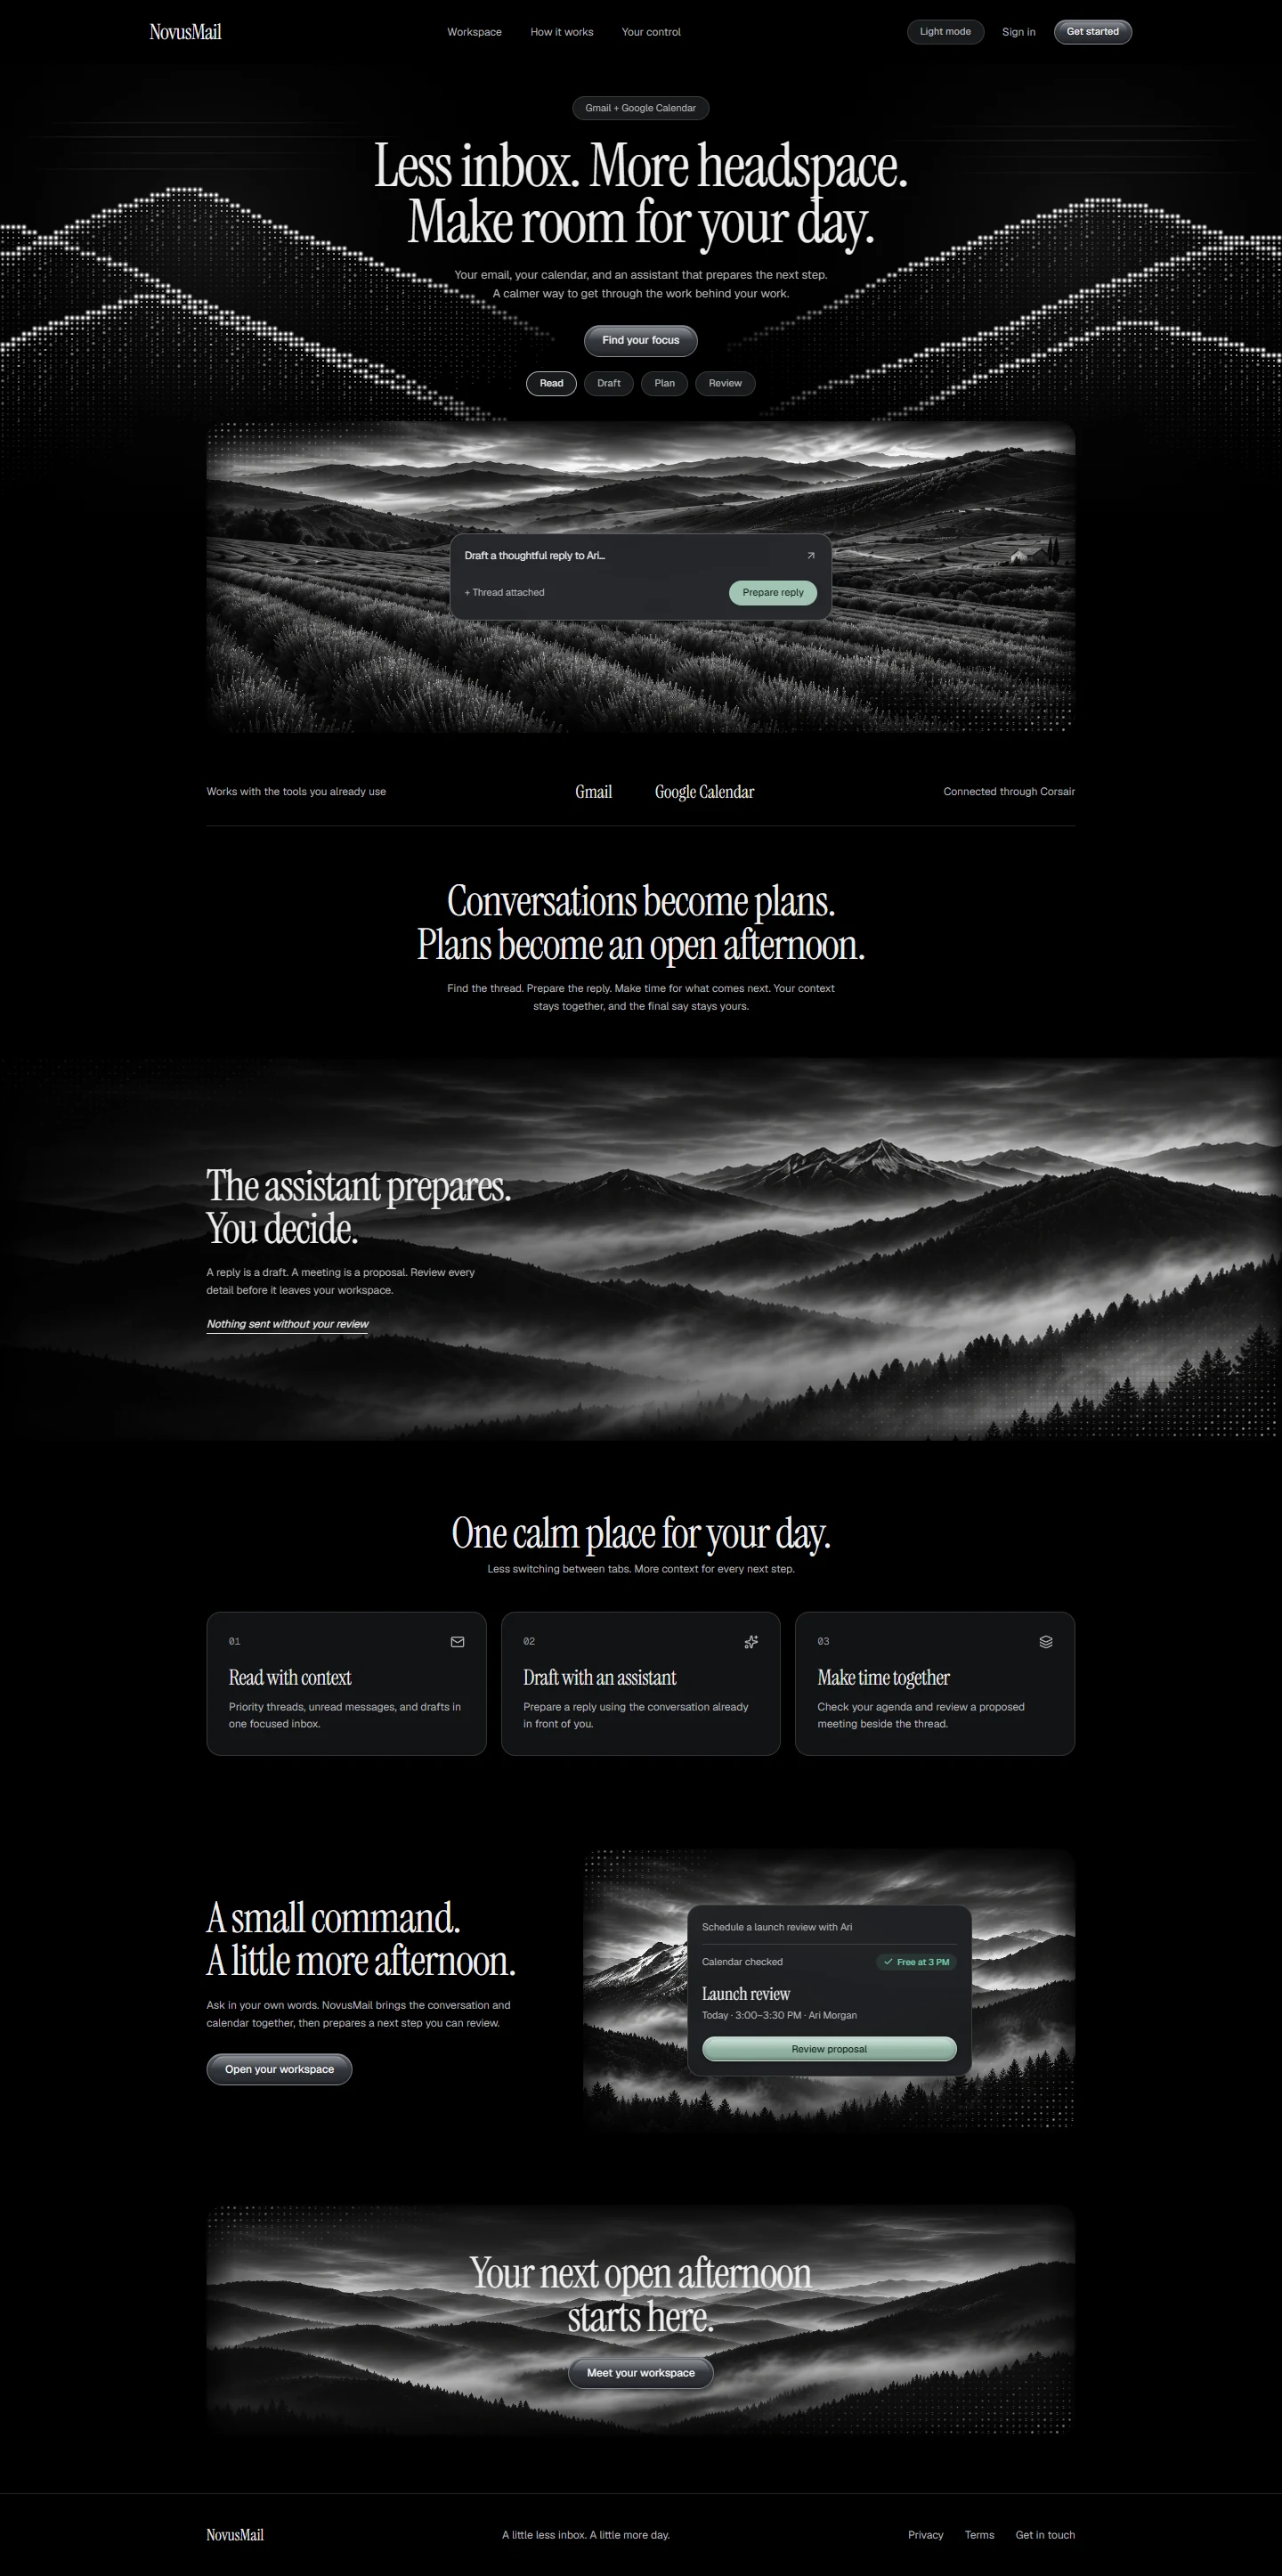 NovusMail
Workspace
How it works
Your control
Light mode
Sign in
Get started
Gmail + Google Calendar
Less inbox. More headspace.
Make room for your day.
Your email, your calendar, and an assistant that prepares the next step.
A calmer way to get through the work behind your work.
Find your focus
Read
Draft
Plan
Review
Draft a thoughtful reply to Ari...
+ Thread attached
Prepare reply
Works with the tools you already use
Gmail
Google Calendar
Connected through Corsair
Conversations become plans.
Plans become an open afternoon.
Find the thread. Prepare the reply. Make time for what comes next. Your context
stays together, and the final say stays yours.
The assistant prepares.
You decide.
A reply is a draft. A meeting is a proposal. Review every
detail before it leaves your workspace.
Nothing sent without your review
One calm place for your day.
Less switching between tabs. More context for every next step.
01
Read with context
Priority threads, unread messages, and drafts in
one focused inbox.
02
Draft with an assistant
Prepare a reply using the conversation already
in front of you.
03
Make time together
Check your agenda and review a proposed
meeting beside the thread.
A small command.
A little more afternoon.
Ask in your own words. NovusMail brings the conversation and
calendar together, then prepares a next step you can review.
Open your workspace
Schedule a launch review with Ari
Calendar checked
Free at 3 PM
Launch review
Today · 3:00–3:30 PM · Ari Morgan
Review proposal
Your next open afternoon
starts here.
Meet your workspace
NovusMail
A little less inbox. A little more day.
Privacy
Terms
Get in touch